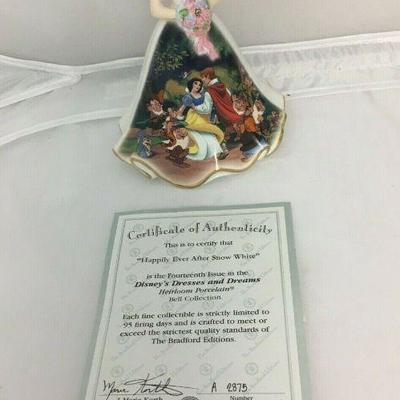 Certificate of Authenticity
This is to certify that
"Happily Ever After Snow White"
is the Fourteenth Issue in the
Disney's Dresses and Dreams
Heirloom Porcelain®
Bell Collection.
Each fine collectible is strictly limited to
95 firing days and is crafted to meet or
exceed the strictest quality standards of
The Bradford Editions.
A 2875
Number